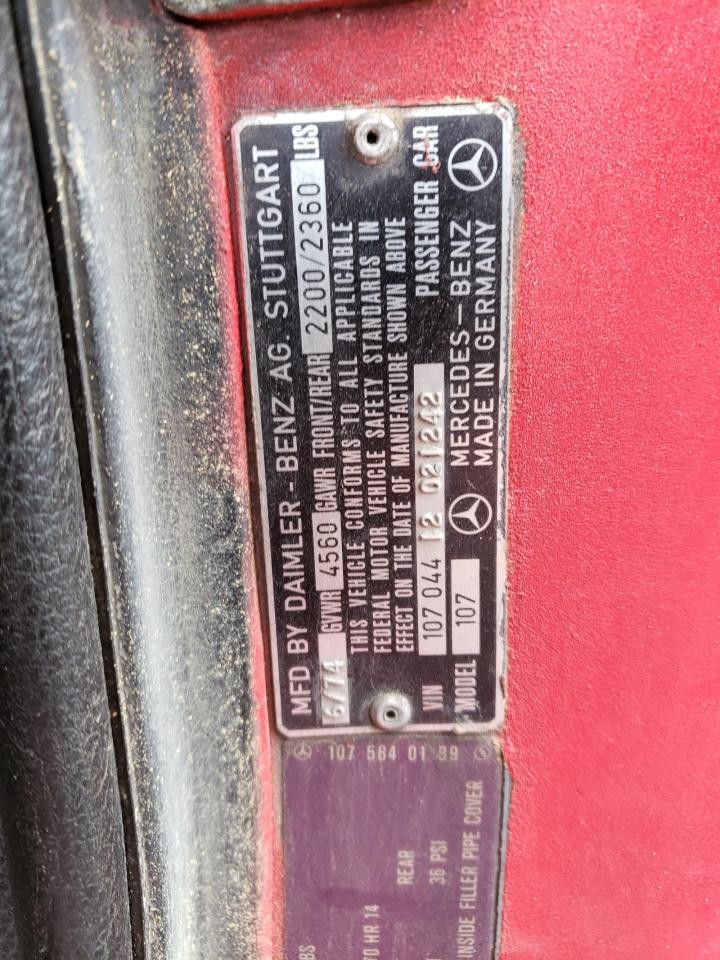 MFD BY DAIMLER-BENZ AG. STUTTGART
6/74 GVWR 4560 GAWR FRONT/REAR 2200/2360 LBS
THIS VEHICLE CONFORMS TO ALL APPLICABLE
FEDERAL MOTOR VEHICLE SAFETY STANDARDS IN
EFFECT ON THE DATE OF MANUFACTURE SHOWN ABOVE
VIN 107 044 12 021242 PASSENGER CAR
MODEL 107 MERCEDES-BENZ
MADE IN GERMANY
107 584 01 39
BS
70 HR 14
REAR
36 PSI
INSIDE FILLER PIPE COVER